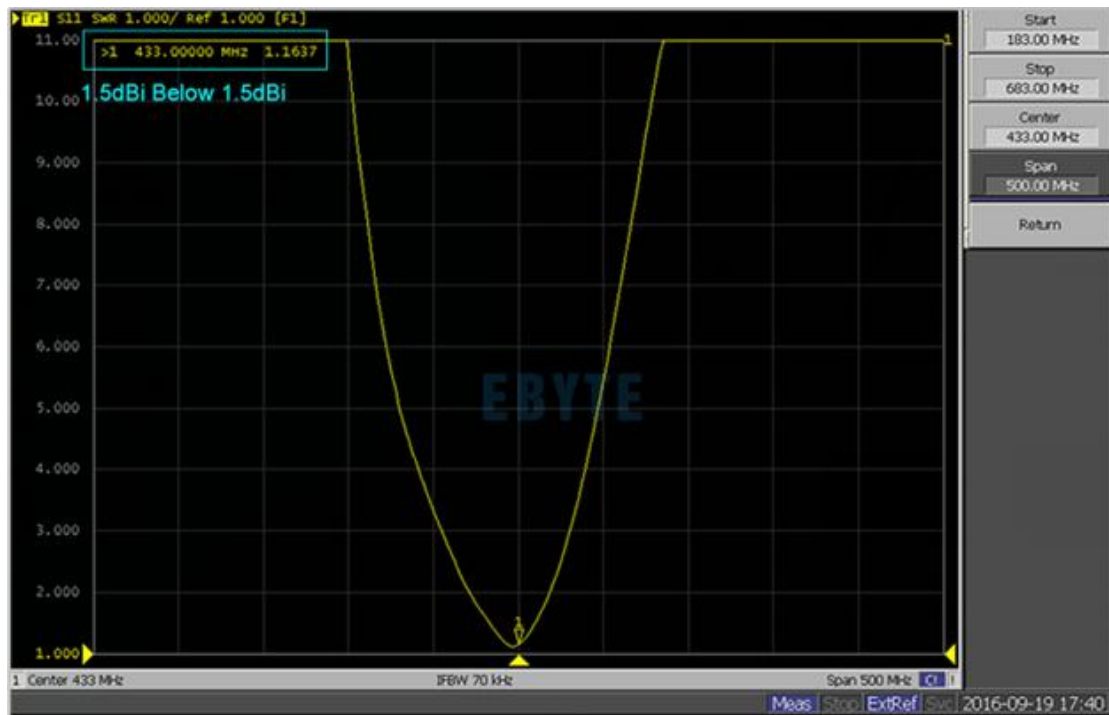 Tr1 S11 SWR 1.000/ Ref 1.000 [F1]
11.00
>1 433.00000 MHz 1.1637
1
10.00
1.5dBi Below 1.5dBi
9.000
8.000
7.000
6.000
5.000
EBYTE
4.000
3.000
2.000
1
1.000
1 Center 433 MHz IFBW 70 kHz Span 500 MHz C! !
Start
183.00 MHz
Stop
683.00 MHz
Center
433.00 MHz
Span
500.00 MHz
Return
Meas Stop ExtRef Svc 2016-09-19 17:40